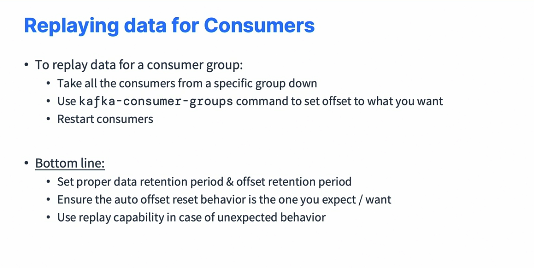 Replaying data for Consumers
• To replay data for a consumer group:
• Take all the consumers from a specific group down
• Use kafka-consumer-groups command to set offset to what you want
• Restart consumers
• Bottom line:
• Set proper data retention period & offset retention period
• Ensure the auto offset reset behavior is the one you expect / want
• Use replay capability in case of unexpected behavior